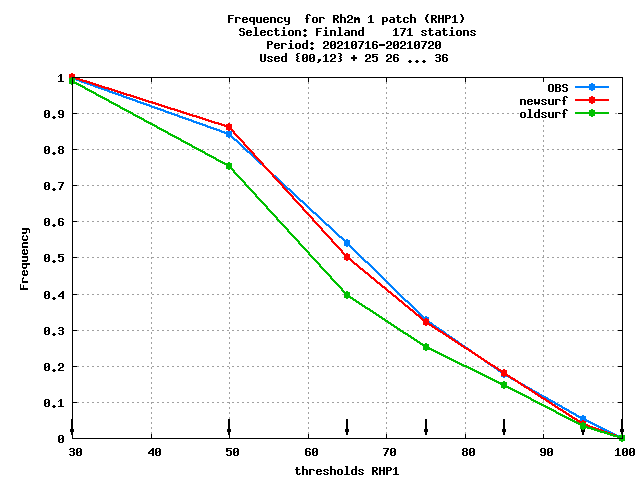 Frequency  for Rh2m 1 patch (RHP1)
Selection: Finland    171 stations
Period: 20210716-20210720
Used {00,12} + 25 26 ... 36
OBS
newsurf
oldsurf
1
0.9
0.8
0.7
0.6
0.5
0.4
0.3
0.2
0.1
0
Frequency
30 40 50 60 70 80 90 100
thresholds RHP1